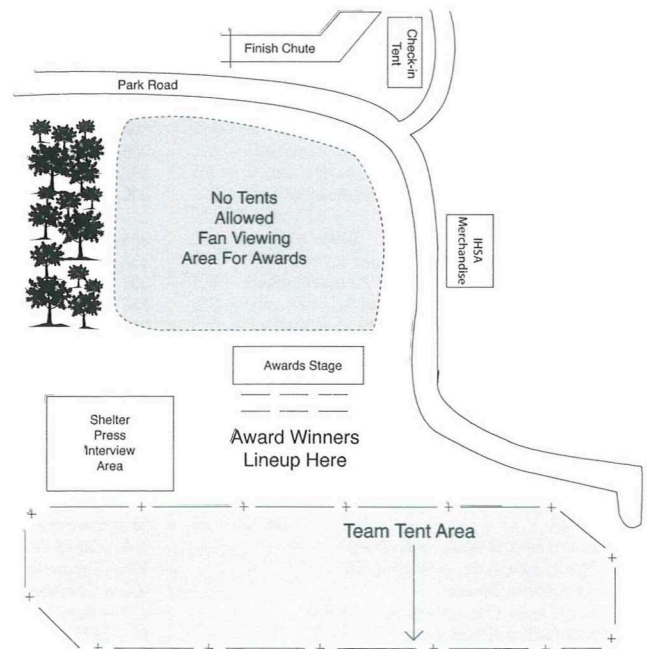 Finish Chute
Check-in
Tent
Park Road
No Tents
Allowed
Fan Viewing
Area For Awards
IHSA
Merchandise
Awards Stage
Shelter
Press
Interview
Area
Award Winners
Lineup Here
Team Tent Area